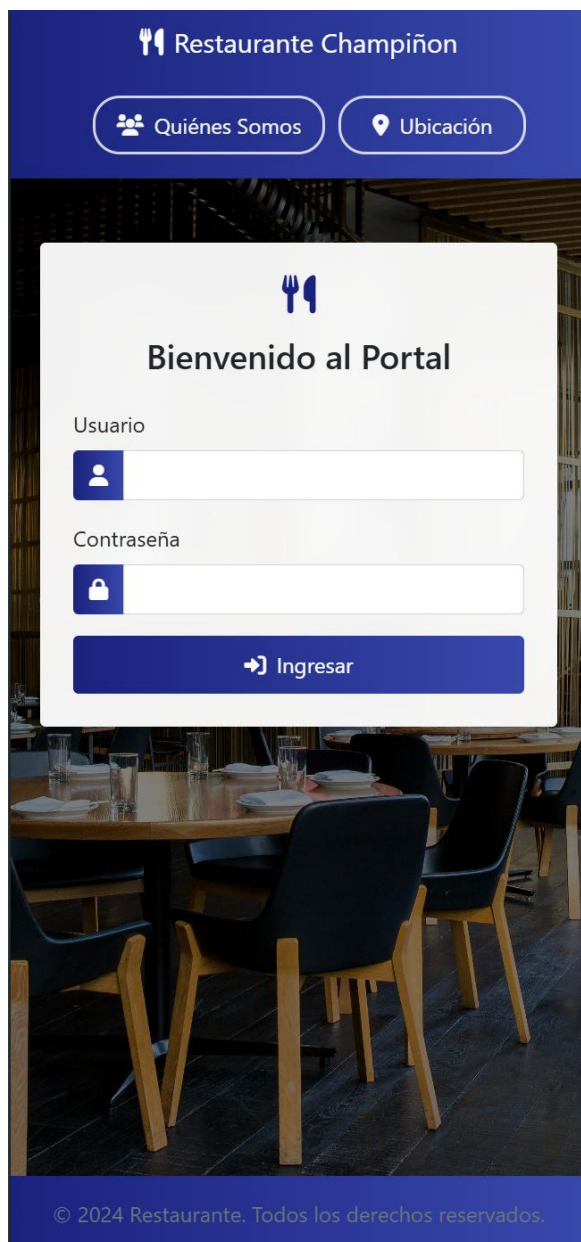 Restaurante Champiñon
Quiénes Somos
Ubicación
Bienvenido al Portal
Usuario
Contraseña
Ingresar
© 2024 Restaurante. Todos los derechos reservados.